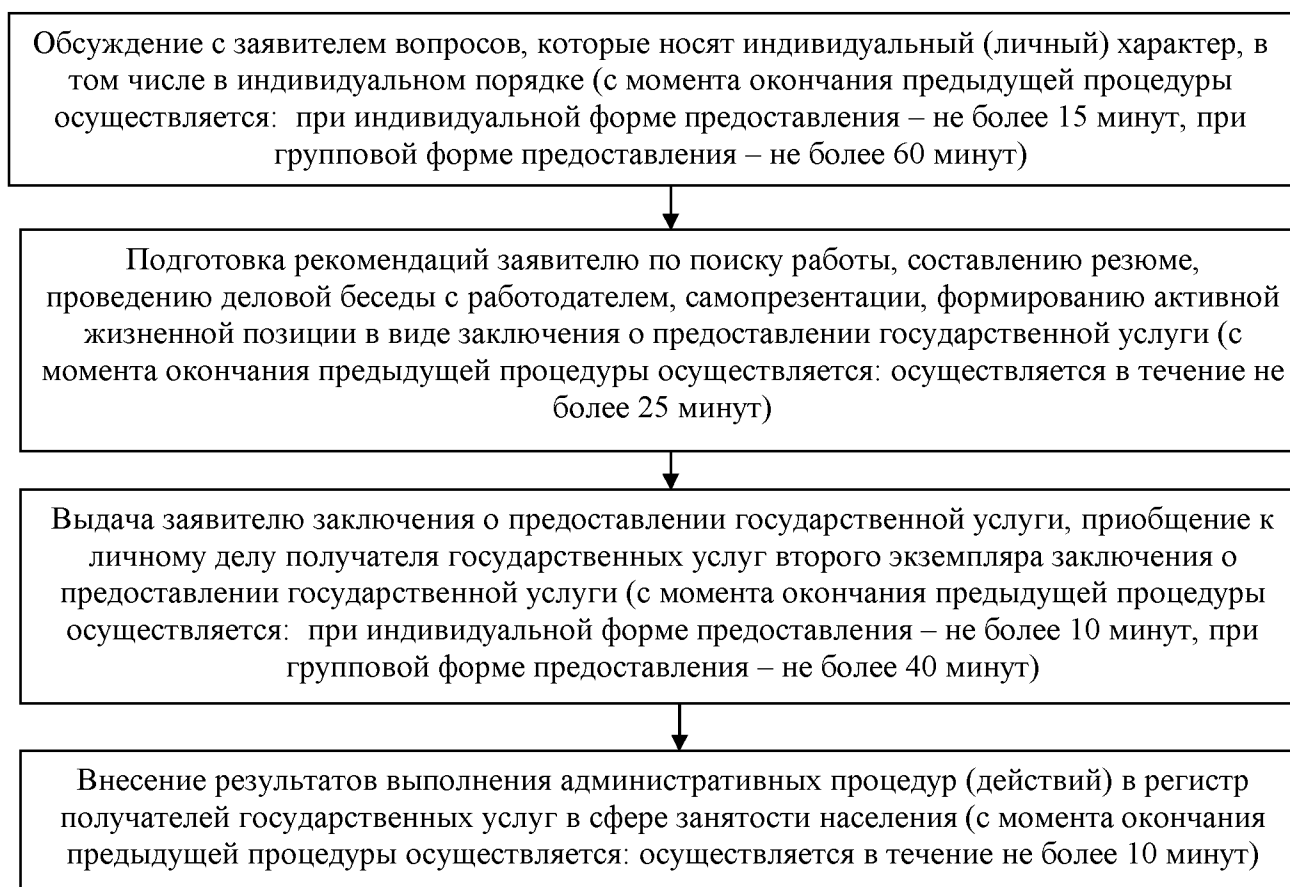 Обсуждение с заявителем вопросов, которые носят индивидуальный (личный) характер, в
том числе в индивидуальном порядке (с момента окончания предыдущей процедуры
осуществляется:  при индивидуальной форме предоставления – не более 15 минут, при
групповой форме предоставления – не более 60 минут)
Подготовка рекомендаций заявителю по поиску работы, составлению резюме,
проведению деловой беседы с работодателем, самопрезентации, формированию активной
жизненной позиции в виде заключения о предоставлении государственной услуги (с
момента окончания предыдущей процедуры осуществляется: осуществляется в течение не
более 25 минут)
Выдача заявителю заключения о предоставлении государственной услуги, приобщение к
личному делу получателя государственных услуг второго экземпляра заключения о
предоставлении государственной услуги (с момента окончания предыдущей процедуры
осуществляется:  при индивидуальной форме предоставления – не более 10 минут, при
групповой форме предоставления – не более 40 минут)
Внесение результатов выполнения административных процедур (действий) в регистр
получателей государственных услуг в сфере занятости населения (с момента окончания
предыдущей процедуры осуществляется: осуществляется в течение не более 10 минут)